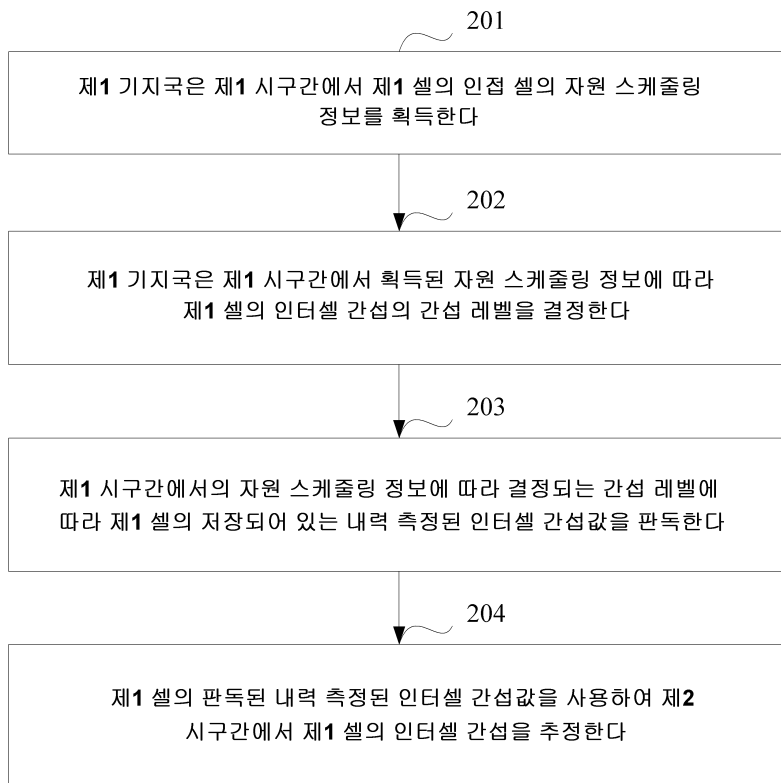 201
제1 기지국은 제1 시구간에서 제1 셀의 인접 셀의 자원 스케줄링
정보를 획득한다
202
제1 기지국은 제1 시구간에서 획득된 자원 스케줄링 정보에 따라
제1 셀의 인터셀 간섭의 간섭 레벨을 결정한다
203
제1 시구간에서의 자원 스케줄링 정보에 따라 결정되는 간섭 레벨에
따라 제1 셀의 저장되어 있는 내력 측정된 인터셀 간섭값을 판독한다
204
제1 셀의 판독된 내력 측정된 인터셀 간섭값을 사용하여 제2
시구간에서 제1 셀의 인터셀 간섭을 추정한다